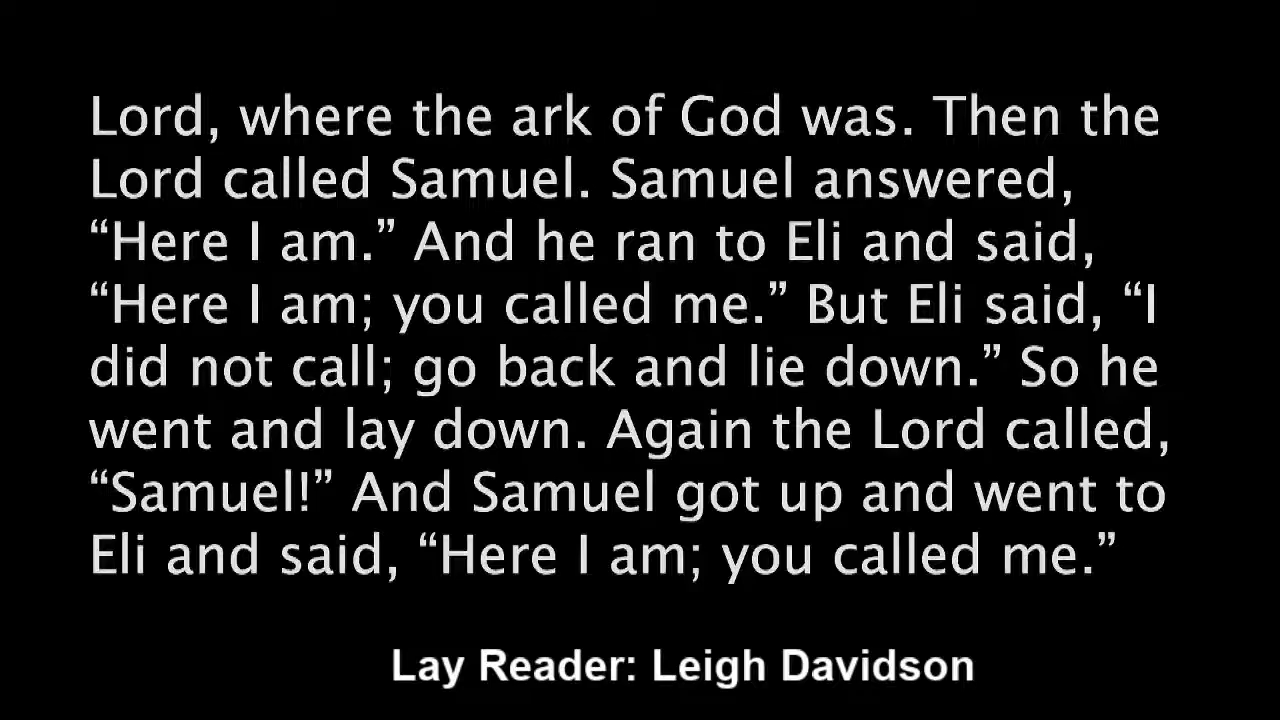 Lord, where the ark of God was. Then the
Lord called Samuel. Samuel answered,
“Here I am.” And he ran to Eli and said,
“Here I am; you called me.” But Eli said, “I
did not call; go back and lie down.” So he
went and lay down. Again the Lord called,
“Samuel!” And Samuel got up and went to
Eli and said, “Here I am; you called me.”
Lay Reader: Leigh Davidson